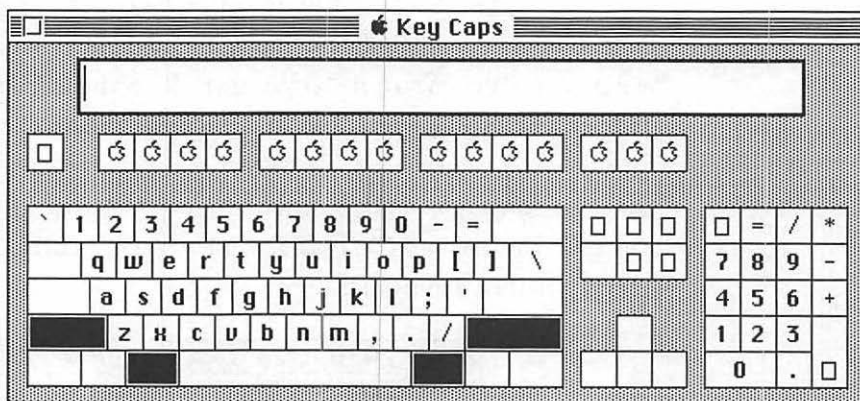 Key Caps
` 1 2 3 4 5 6 7 8 9 0 - = = / *
q w e r t y u i o p [ ] \ 7 8 9 -
a s d f g h j k l ; ' 4 5 6 +
z x c v b n m , . / 1 2 3
0 .